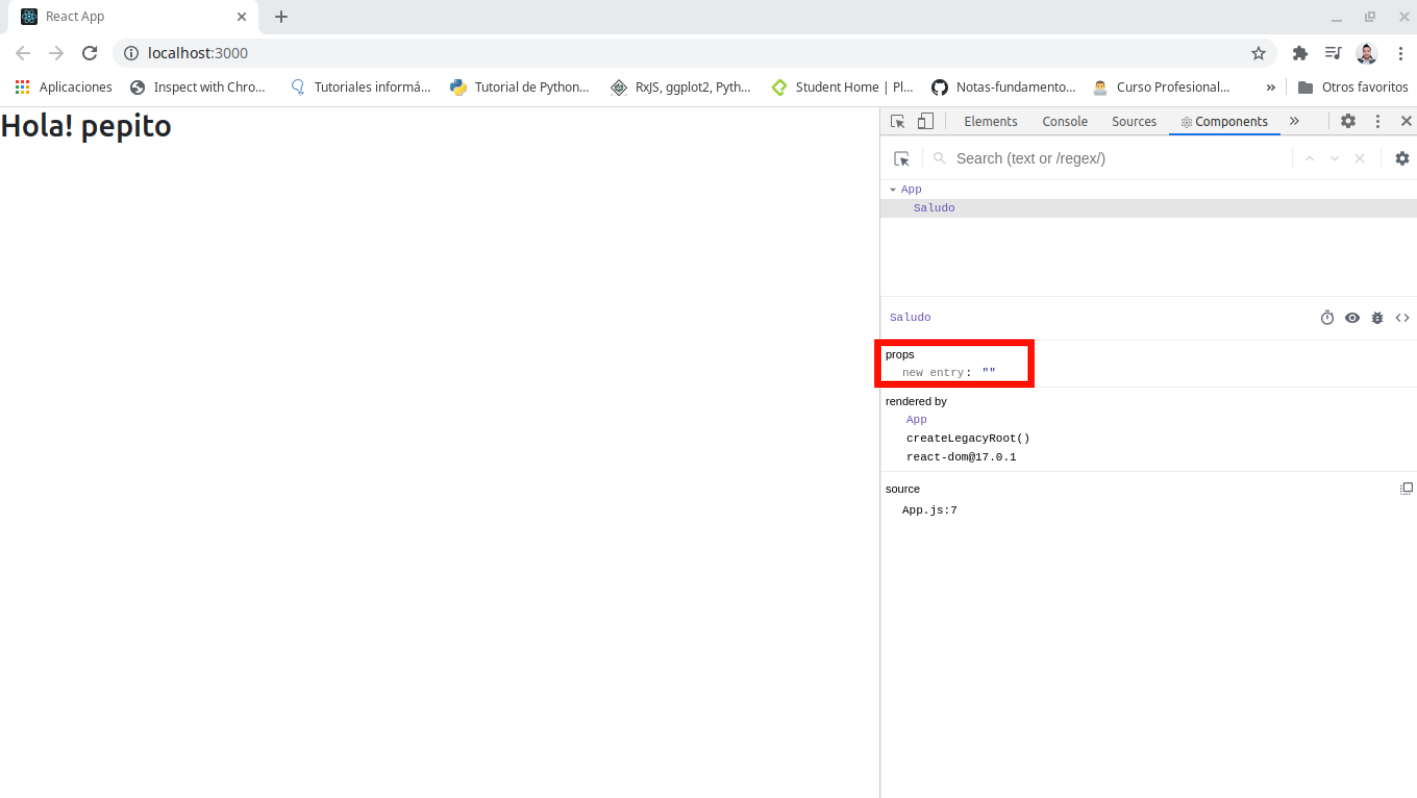 React App
localhost:3000
Aplicaciones
Inspect with Chro...
Tutoriales informá...
Tutorial de Python...
RxJS, ggplot2, Pyth...
Student Home | Pl...
Notas-fundamento...
Curso Profesional...
»
Otros favoritos
Hola! pepito
Elements
Console
Sources
Components
»
Search (text or /regex/)
App
Saludo
Saludo
props
new entry: ""
rendered by
App
createLegacyRoot()
react-dom@17.0.1
source
App.js:7